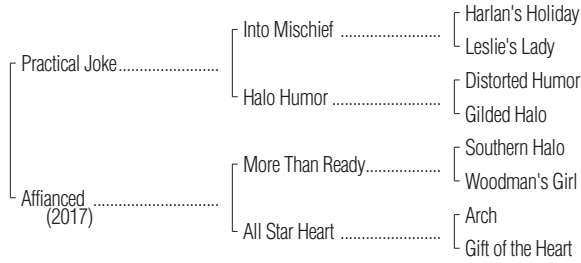 Harlan's Holiday
Into Mischief ........................
Leslie's Lady
Practical Joke........................
Distorted Humor
Halo Humor ..........................
Gilded Halo
Southern Halo
More Than Ready..................
Woodman's Girl
Affianced ..............................
(2017)
Arch
All Star Heart ........................
Gift of the Heart